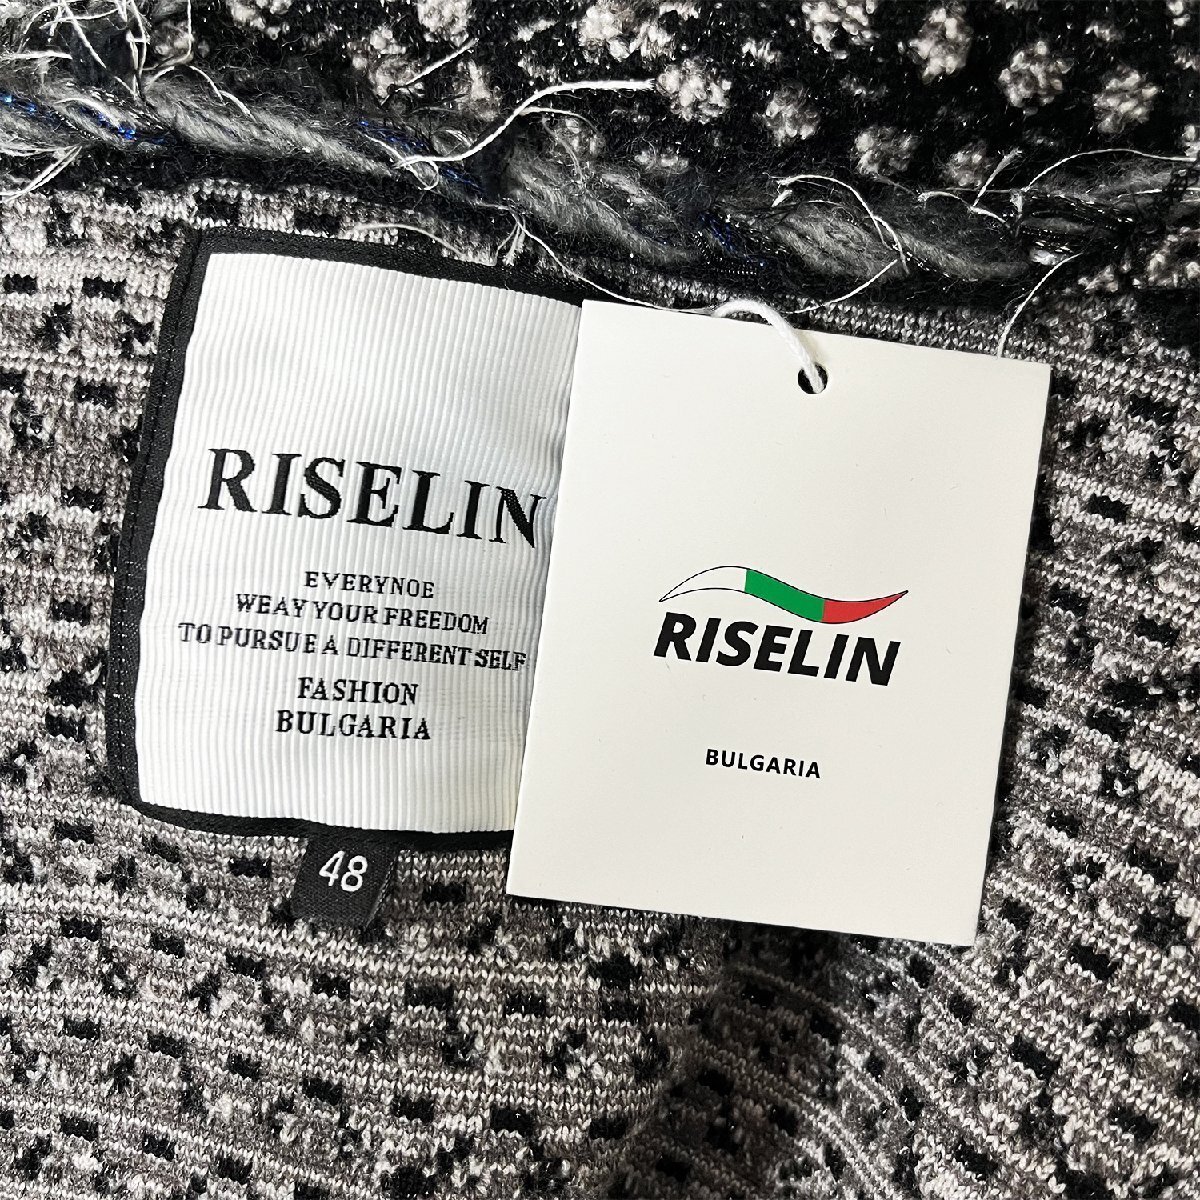 RISELIN
EVERYNOE
WEAY YOUR FREEDOM
TO PURSUE A DIFFERENT SELF
FASHION
BULGARIA
48
RISELIN
BULGARIA